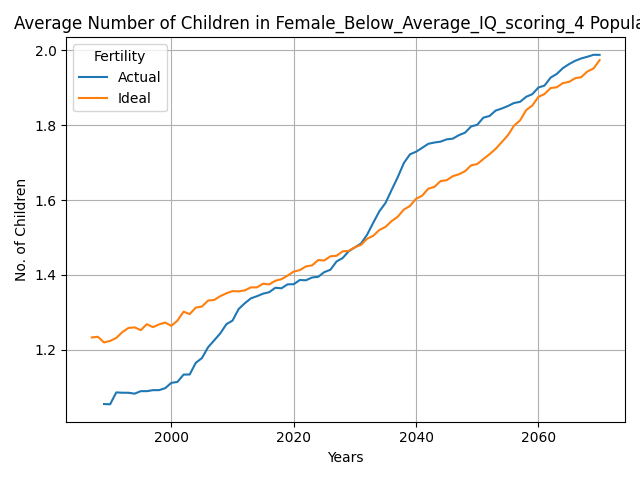 Average Number of Children in Female_Below_Average_IQ_scoring_4 Popula
Fertility
Actual
Ideal
No. of Children
2.0
1.8
1.6
1.4
1.2
2000 2020 2040 2060
Years